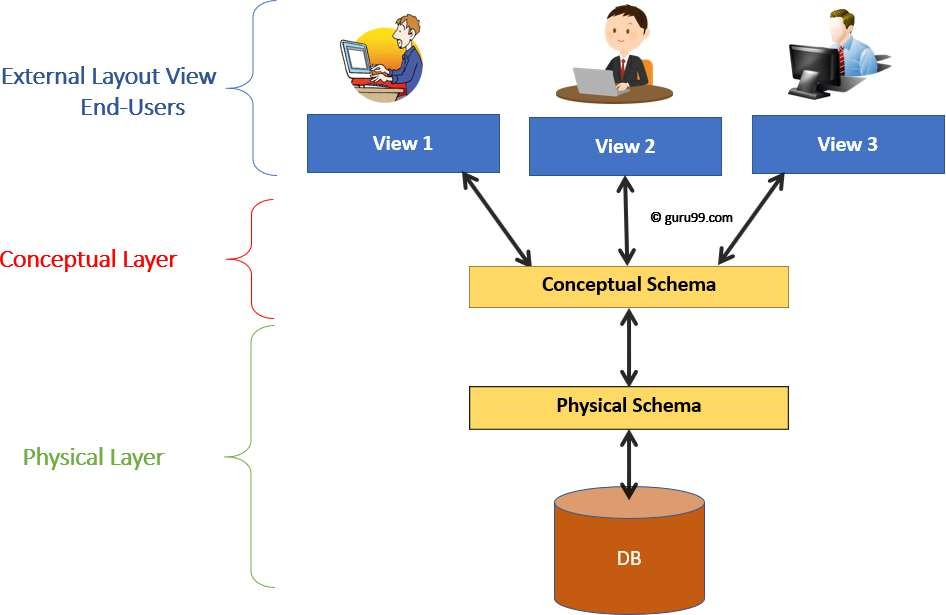 External Layout View
End-Users
View 1
View 2
View 3
© guru99.com
Conceptual Layer
Conceptual Schema
Physical Schema
Physical Layer
DB